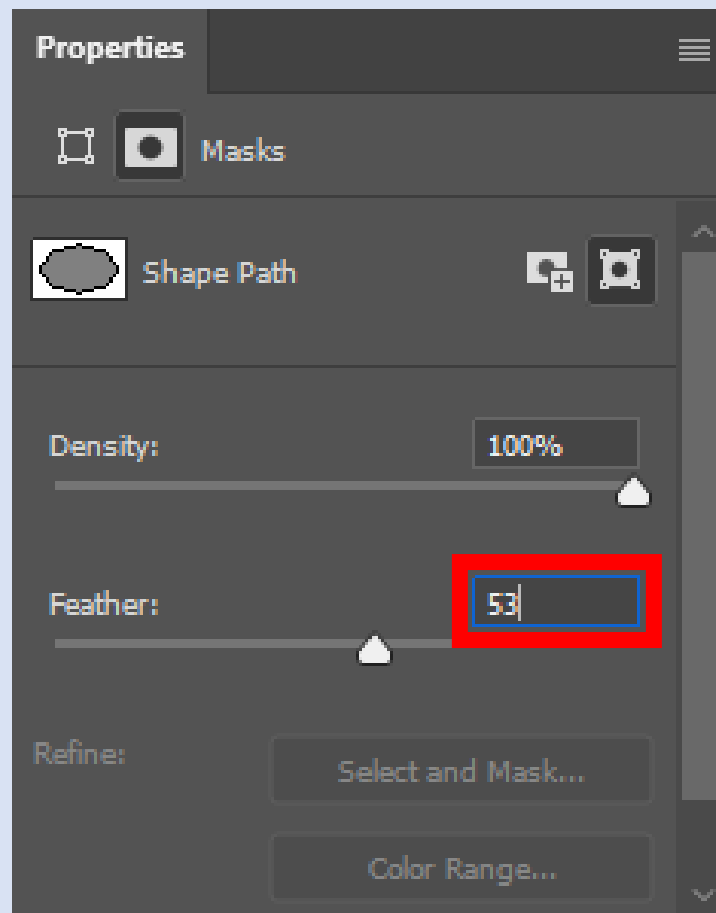 Properties
Masks
Shape Path
Density: 100%
Feather: 53
Refine: Select and Mask...
Color Range...